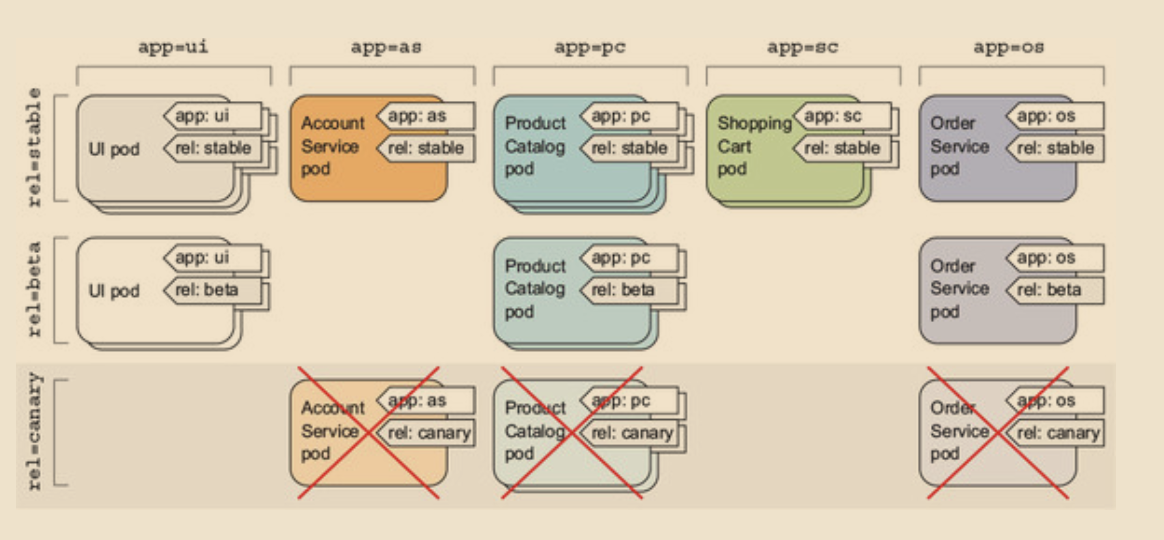 app=ui
app=as
app=pc
app=sc
app=os
rel=stable
UI pod
app: ui
rel: stable
Account
Service
pod
app: as
rel: stable
Product
Catalog
pod
app: pc
rel: stable
Shopping
Cart
pod
app: sc
rel: stable
Order
Service
pod
app: os
rel: stable
rel=beta
UI pod
app: ui
rel: beta
Product
Catalog
pod
app: pc
rel: beta
Order
Service
pod
app: os
rel: beta
rel=canary
Account
Service
pod
app: as
rel: canary
Product
Catalog
pod
app: pc
rel: canary
Order
Service
pod
app: os
rel: canary